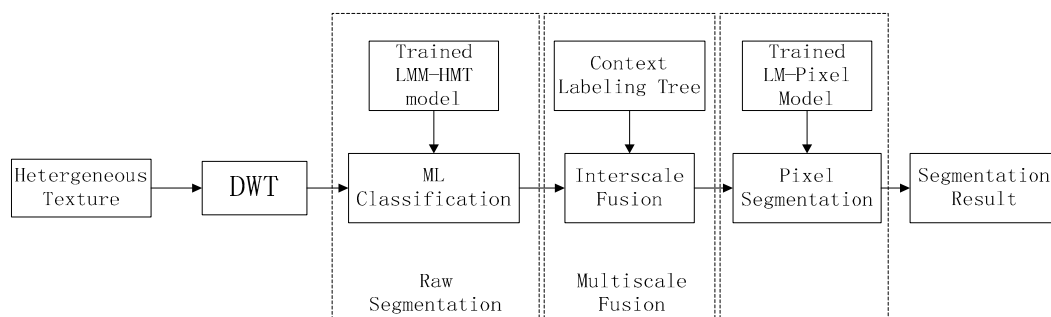 Trained
LMM-HMT
model
Context
Labeling Tree
Trained
LM-Pixel
Model
Hetergeneous
Texture
DWT
ML
Classification
Interscale
Fusion
Pixel
Segmentation
Segmentation
Result
Raw
Segmentation
Multiscale
Fusion